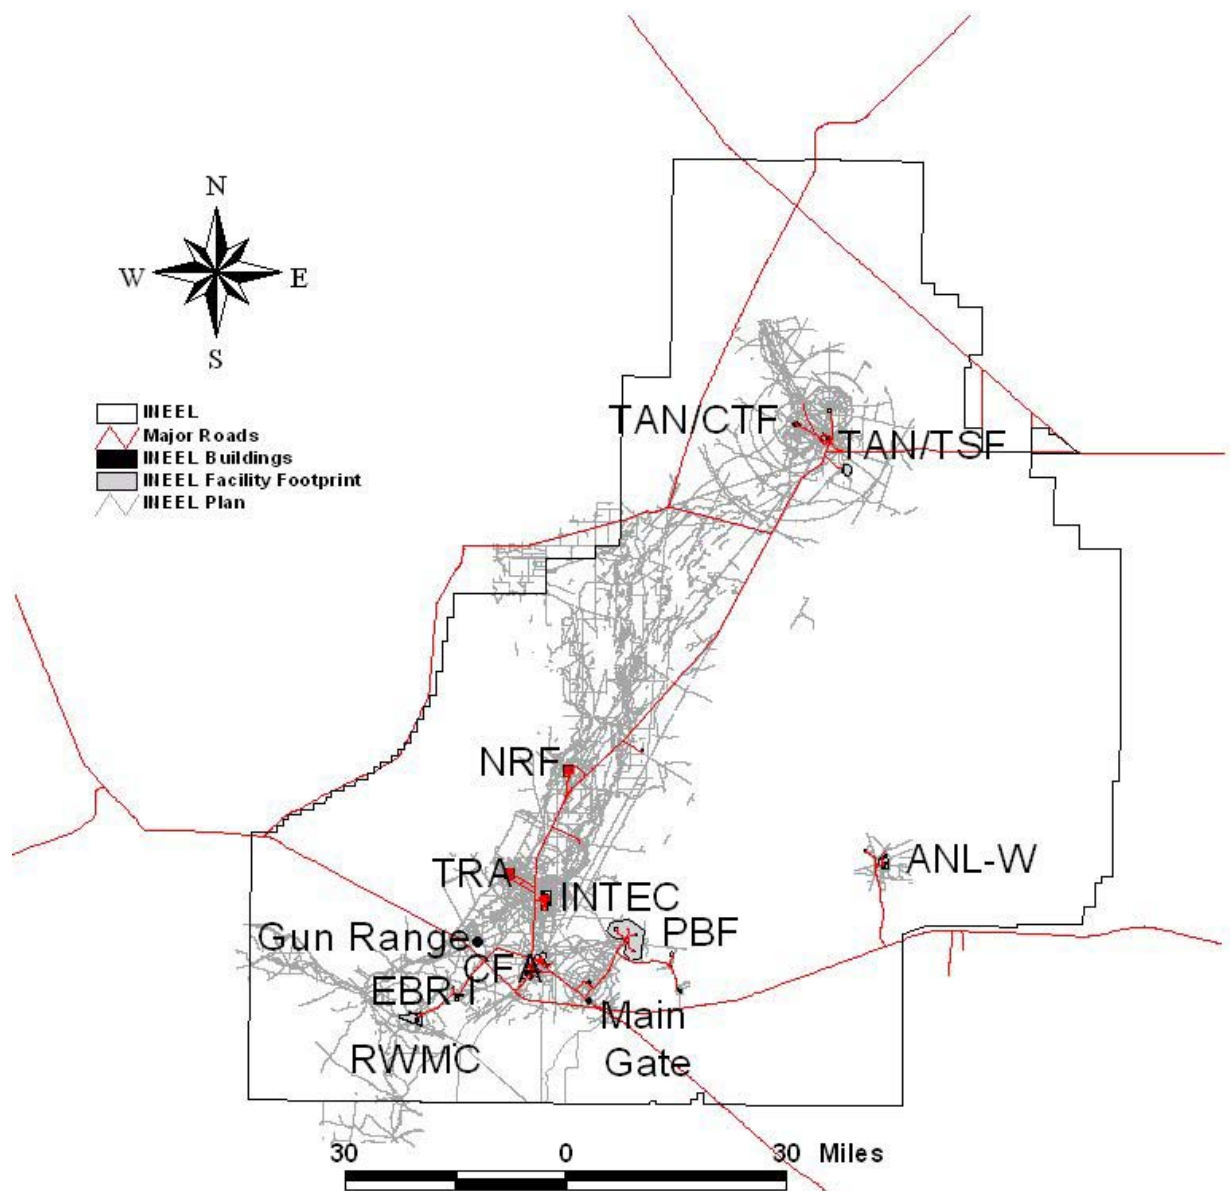 N
W E
S
INEEL
Major Roads
INEEL Buildings
INEEL Facility Footprint
INEEL Plan
TAN/CTF
TAN/TSF
NRF
TRA
INTEC
ANL-W
PBF
Gun Range
CFA
EBR-I
Main
Gate
RWMC
30 0 30 Miles